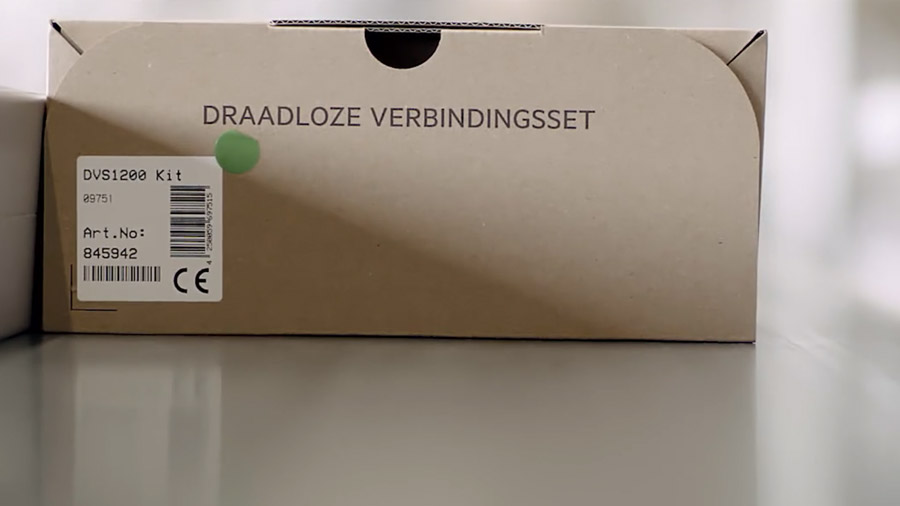 DRAADLOZE VERBINDINGSSET
DVS1200 Kit
09751
Art.No:
845942
CE